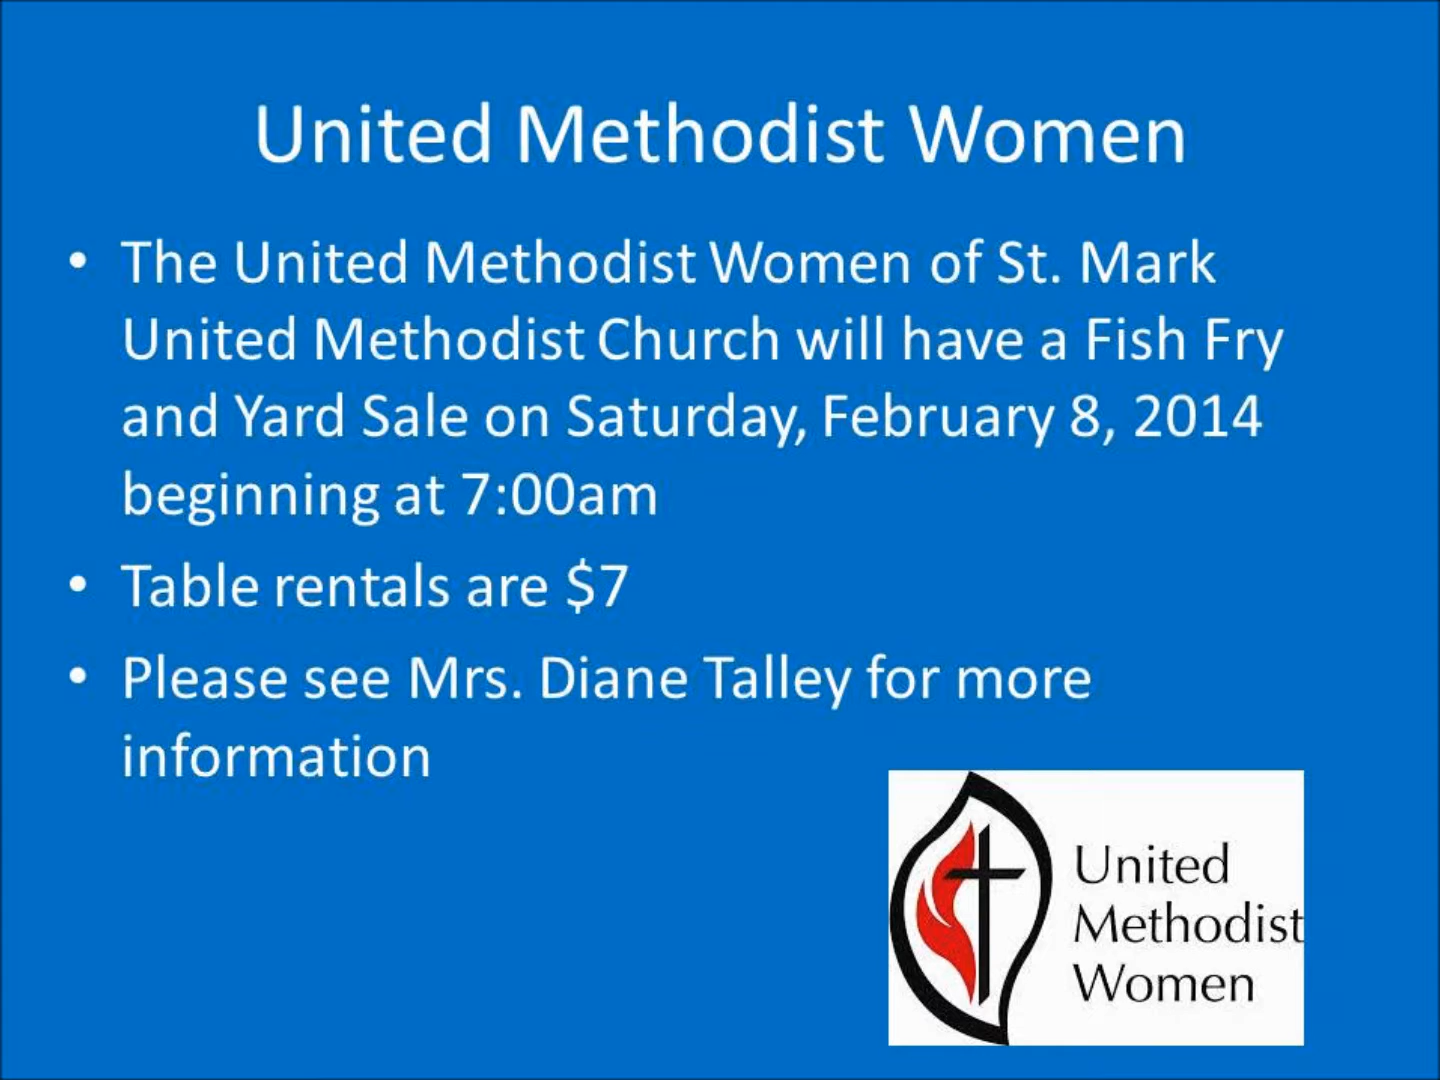 United Methodist Women
• The United Methodist Women of St. Mark
United Methodist Church will have a Fish Fry
and Yard Sale on Saturday, February 8, 2014
beginning at 7:00am
• Table rentals are $7
• Please see Mrs. Diane Talley for more
information
United
Methodist
Women